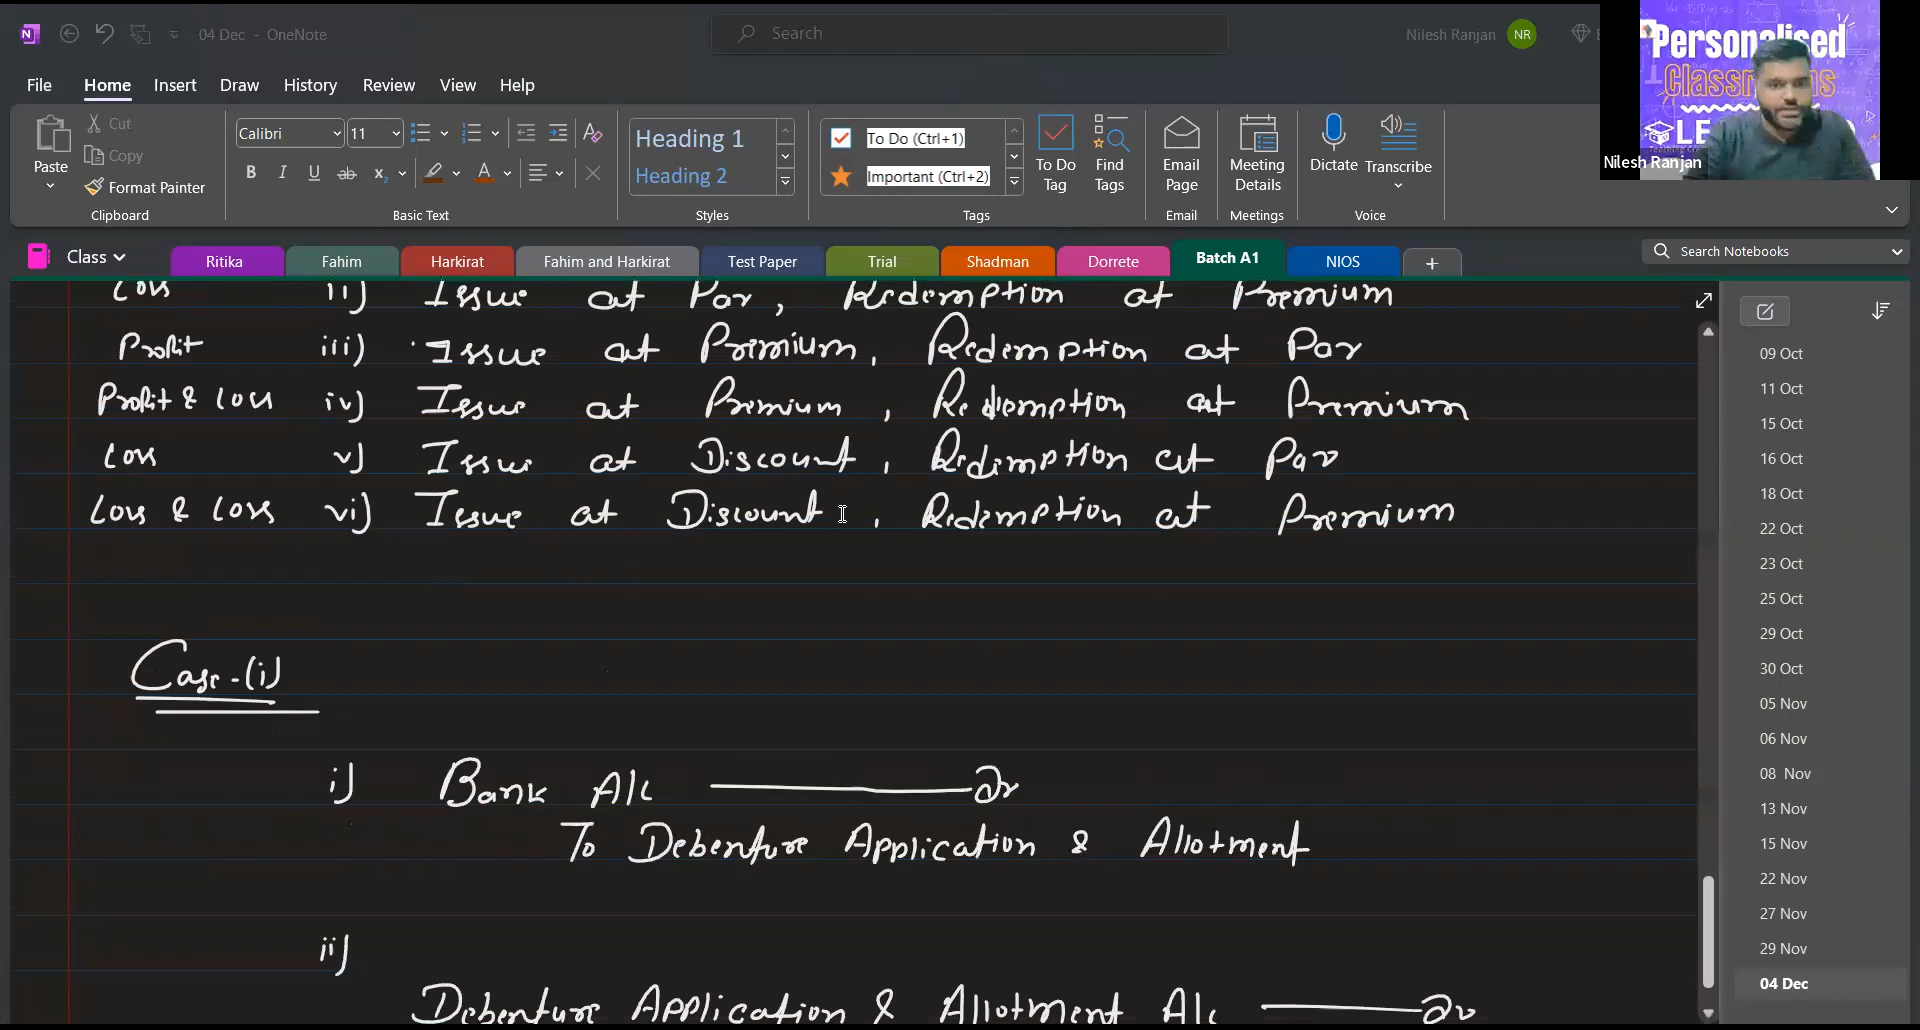 04 Dec - OneNote
Search
Nilesh Ranjan NR
File Home Insert Draw History Review View Help
Paste
Cut
Copy
Format Painter
Clipboard
Calibri 11
B I U ab x₂ A
Basic Text
Heading 1
Heading 2
Styles
To Do (Ctrl+1)
Important (Ctrl+2)
To Do Tag
Find Tags
Tags
Email Page
Email
Meeting Details
Meetings
Dictate
Transcribe
Voice
Personalised
Classrooms
LE
Nilesh Ranjan
Class
Ritika Fahim Harkirat Fahim and Harkirat Test Paper Trial Shadman Dorrete Batch A1 NIOS +
Search Notebooks
Loss ii) Issue at Par, Redemption at Premium
Profit iii) Issue at Premium, Redemption at Par
Profit & Loss iv) Issue at Premium, Redemption at Premium
Loss v) Issue at Discount, Redemption at Par
Loss & Loss vi) Issue at Discount, Redemption at Premium
Case-(i)
i) Bank A/c Dr
To Debenture Application & Allotment
ii)
Debenture Application & Allotment A/c Dr
09 Oct
11 Oct
15 Oct
16 Oct
18 Oct
22 Oct
23 Oct
25 Oct
29 Oct
30 Oct
05 Nov
06 Nov
08 Nov
13 Nov
15 Nov
22 Nov
27 Nov
29 Nov
04 Dec